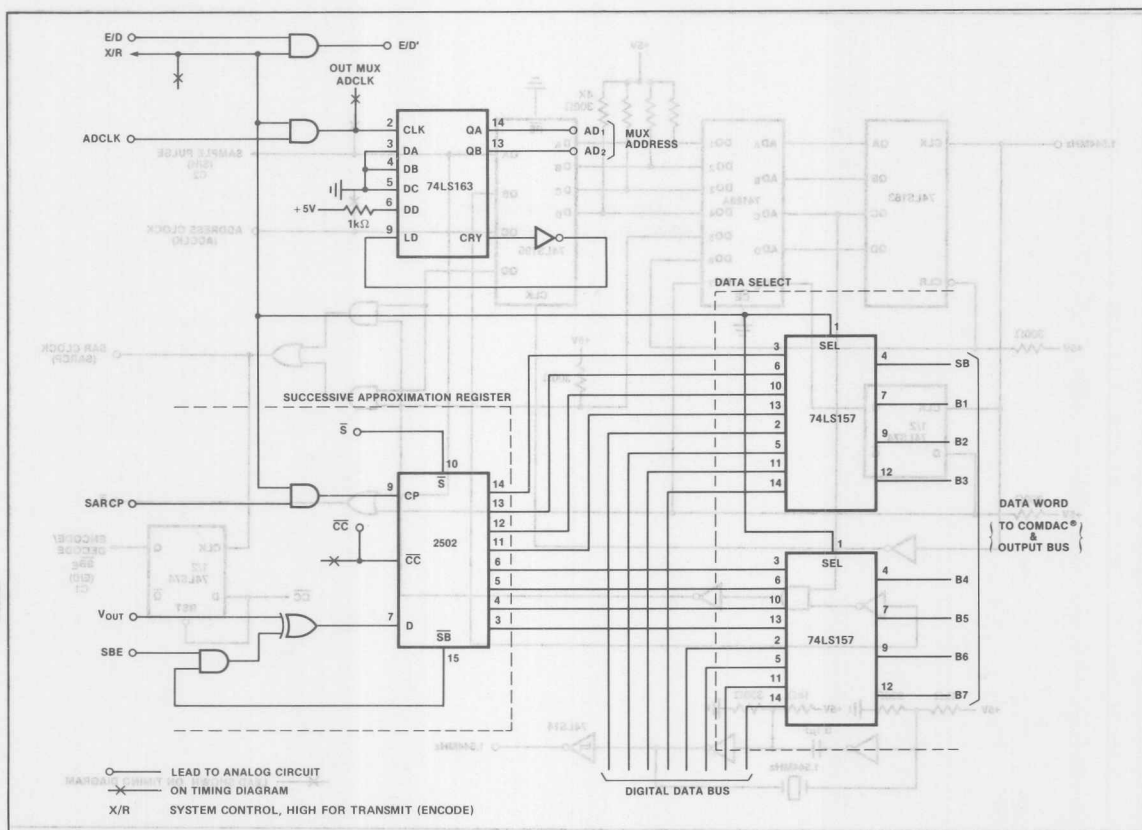 E/D
X/R
E/D'
OUT MUX
ADCLK
ADCLK
2 CLK QA 14 AD1
3 DA QB 13 AD2
MUX
ADDRESS
4 DB
5 DC
74LS163
+5V 6 DD
1kΩ
9 LD CRY
DATA SELECT
1
SEL
3
6
10
13
2
5
11
14
74LS157
4 SB
7 B1
9 B2
12 B3
SUCCESSIVE APPROXIMATION REGISTER
S̅
10
S̅
SARCP
9 CP
C̅C̅
C̅C̅
2502
14
13
12
11
6
5
4
3
VOUT
7 D
SBE
S̅B̅
15
DATA WORD
TO COMDAC®
&
OUTPUT BUS
1
SEL
3
6
10
13
2
5
11
14
74LS157
4 B4
7 B5
9 B6
12 B7
DIGITAL DATA BUS
LEAD TO ANALOG CIRCUIT
ON TIMING DIAGRAM
X/R SYSTEM CONTROL, HIGH FOR TRANSMIT (ENCODE)